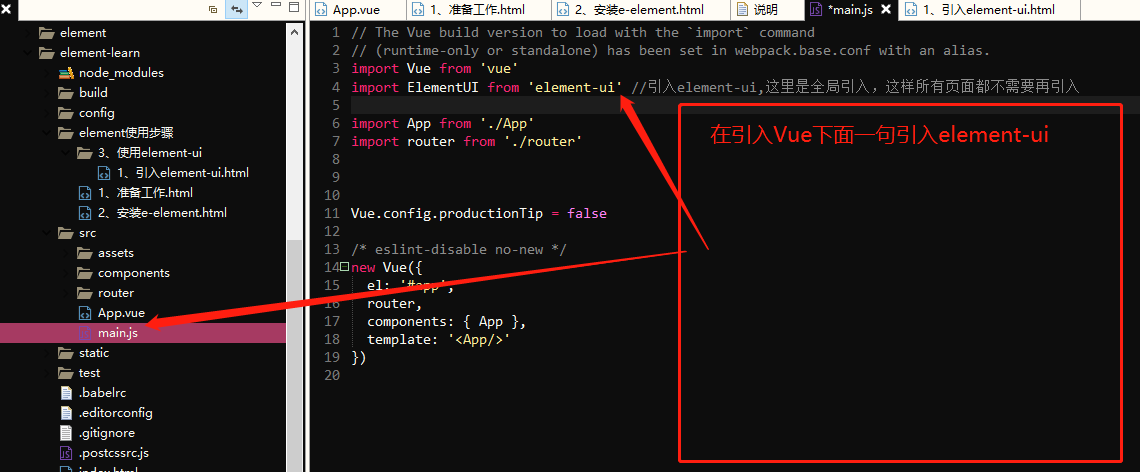 App.vue
1、准备工作.html
2、安装e-element.html
说明
*main.js
1、引入element-ui.html
element
element-learn
node_modules
build
config
element使用步骤
3、使用element-ui
1、引入element-ui.html
1、准备工作.html
2、安装e-element.html
src
assets
components
router
App.vue
main.js
static
test
.babelrc
.editorconfig
.gitignore
.postcssrc.js
index.html
1 // The Vue build version to load with the `import` command
2 // (runtime-only or standalone) has been set in webpack.base.conf with an alias.
3 import Vue from 'vue'
4 import ElementUI from 'element-ui' //引入element-ui,这里是全局引入，这样所有页面都不需要再引入
5
6 import App from './App'
7 import router from './router'
8
9
10
11 Vue.config.productionTip = false
12
13 /* eslint-disable no-new */
14 new Vue({
15 el: '#app',
16 router,
17 components: { App },
18 template: '<App/>'
19 })
20
在引入Vue下面一句引入element-ui